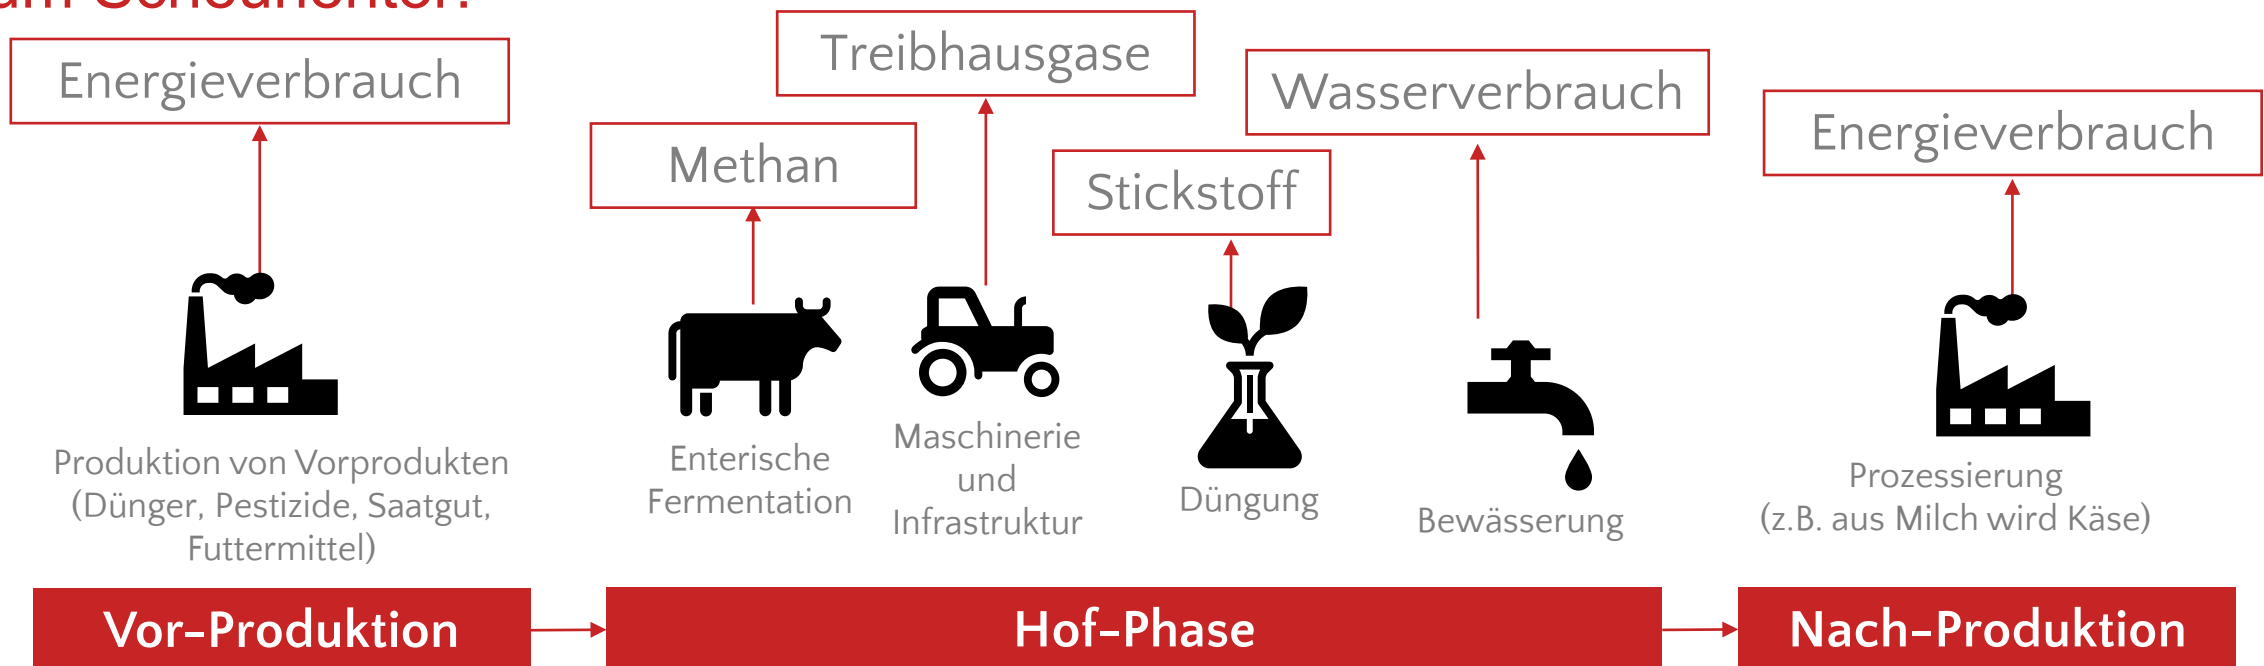 Energieverbrauch
Treibhausgase
Wasserverbrauch
Energieverbrauch
Methan
Stickstoff
Produktion von Vorprodukten
(Dünger, Pestizide, Saatgut,
Futtermittel)
Enterische
Fermentation
Maschinerie
und
Infrastruktur
Düngung
Bewässerung
Prozessierung
(z.B. aus Milch wird Käse)
Vor-Produktion
Hof-Phase
Nach-Produktion